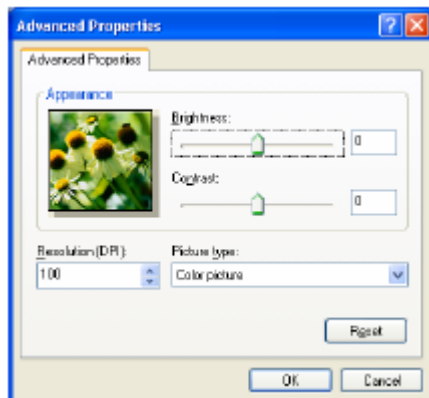 Advanced Properties
Advanced Properties
Appearance
Brightness:
0
Contrast:
0
Resolution (DPI):
Picture type:
100
Color picture
Reset
OK
Cancel